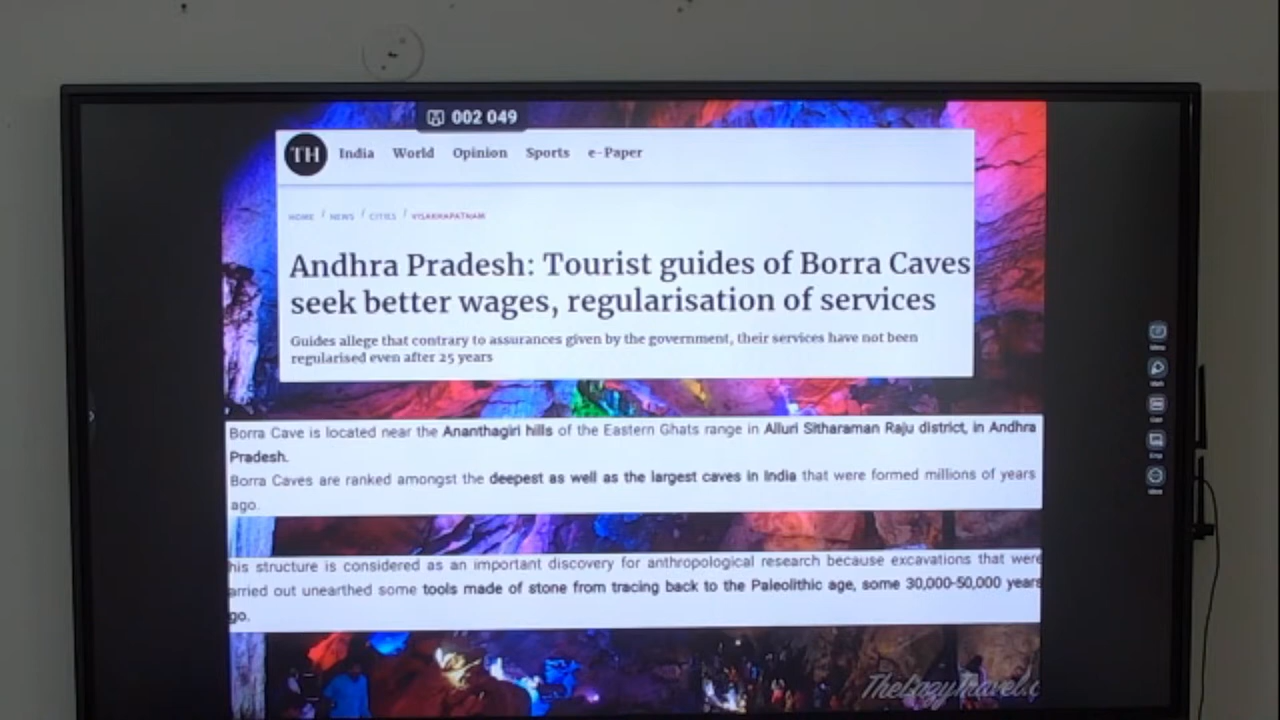 002 049
TH India World Opinion Sports e-Paper
HOME / NEWS / CITIES / VISAKHAPATNAM
Andhra Pradesh: Tourist guides of Borra Caves
seek better wages, regularisation of services
Guides allege that contrary to assurances given by the government, their services have not been
regularised even after 25 years
Borra Cave is located near the Ananthagiri hills of the Eastern Ghats range in Alluri Sitharaman Raju district, in Andhra
Pradesh.
Borra Caves are ranked amongst the deepest as well as the largest caves in India that were formed millions of years
ago.
his structure is considered as an important discovery for anthropological research because excavations that were
arried out unearthed some tools made of stone from tracing back to the Paleolithic age, some 30,000-50,000 years
go.
TheLazyTravel.c